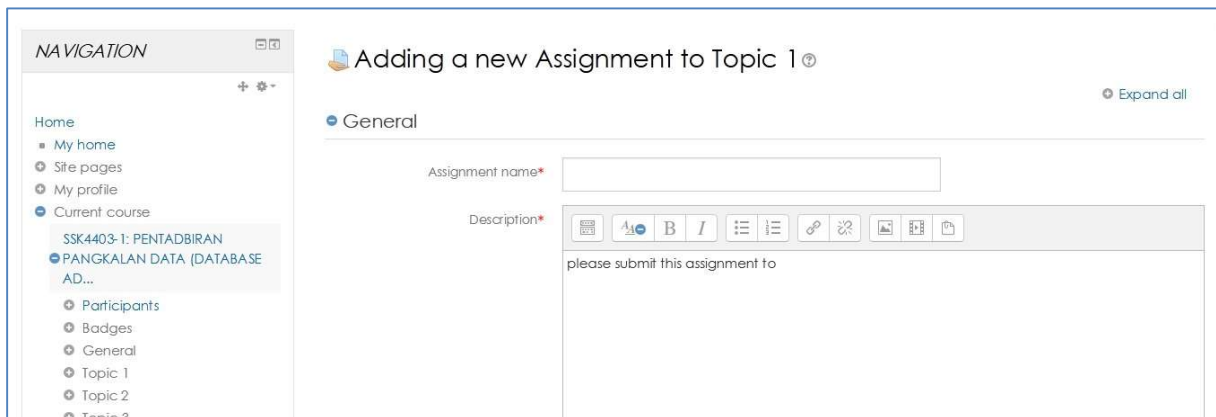 NAVIGATION
Home
My home
Site pages
My profile
Current course
SSK4403-1: PENTADBIRAN
PANGKALAN DATA (DATABASE
AD...
Participants
Badges
General
Topic 1
Topic 2
Topic 3
Adding a new Assignment to Topic 1
Expand all
General
Assignment name*
Description*
B I
please submit this assignment to